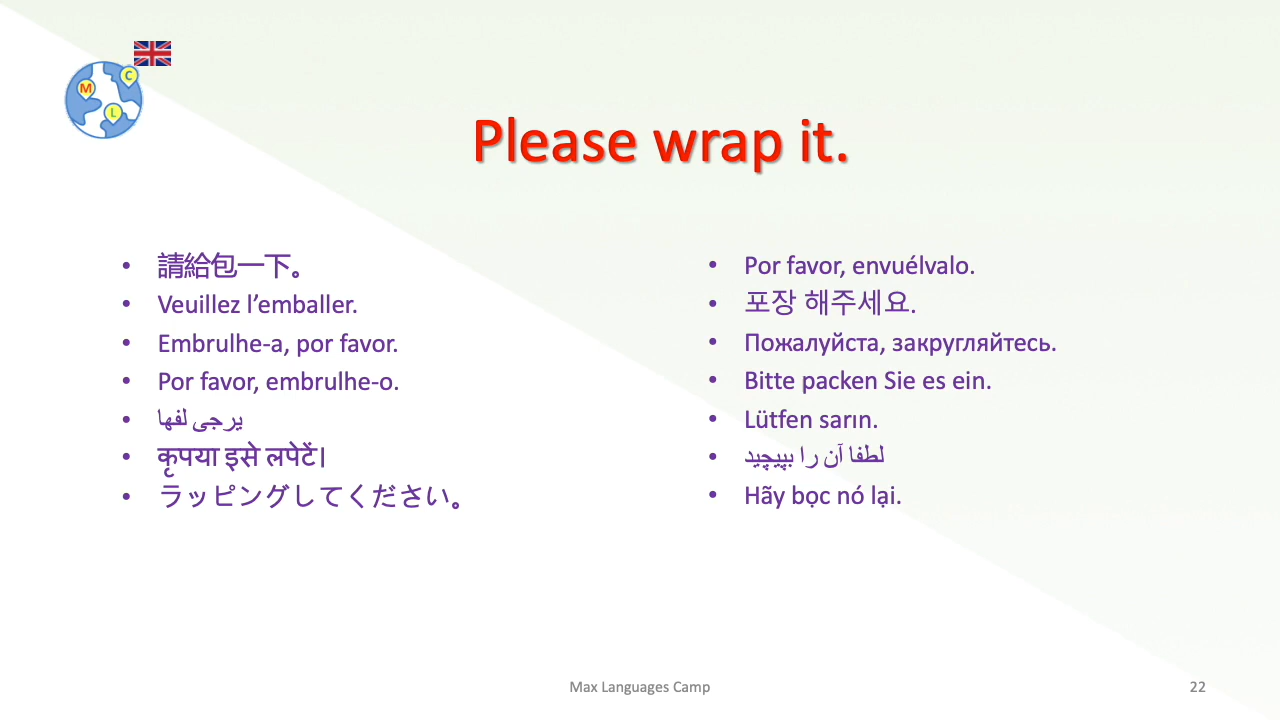 M
C
L
Please wrap it.
• 請給包一下。
• Veuillez l’emballer.
• Embrulhe-a, por favor.
• Por favor, embrulhe-o.
• يرجى لفها
• कृपया इसे लपेटें।
• ラッピングしてください。
• Por favor, envuélvalo.
• 포장 해주세요.
• Пожалуйста, закругляйтесь.
• Bitte packen Sie es ein.
• Lütfen sarın.
• لطفا آن را بپیچید
• Hãy bọc nó lại.
Max Languages Camp
22